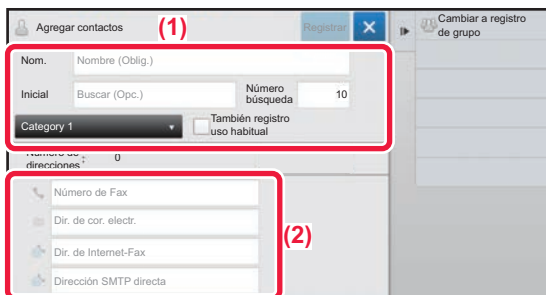 Agregar contactos
(1)
Registrar
Cambiar a registro
de grupo
Nom.
Nombre (Oblig.)
Inicial
Buscar (Opc.)
Número
búsqueda
10
Category 1
También registro
uso habitual
Número de
direcciones :
0
Número de Fax
Dir. de cor. electr.
(2)
Dir. de Internet-Fax
Dirección SMTP directa